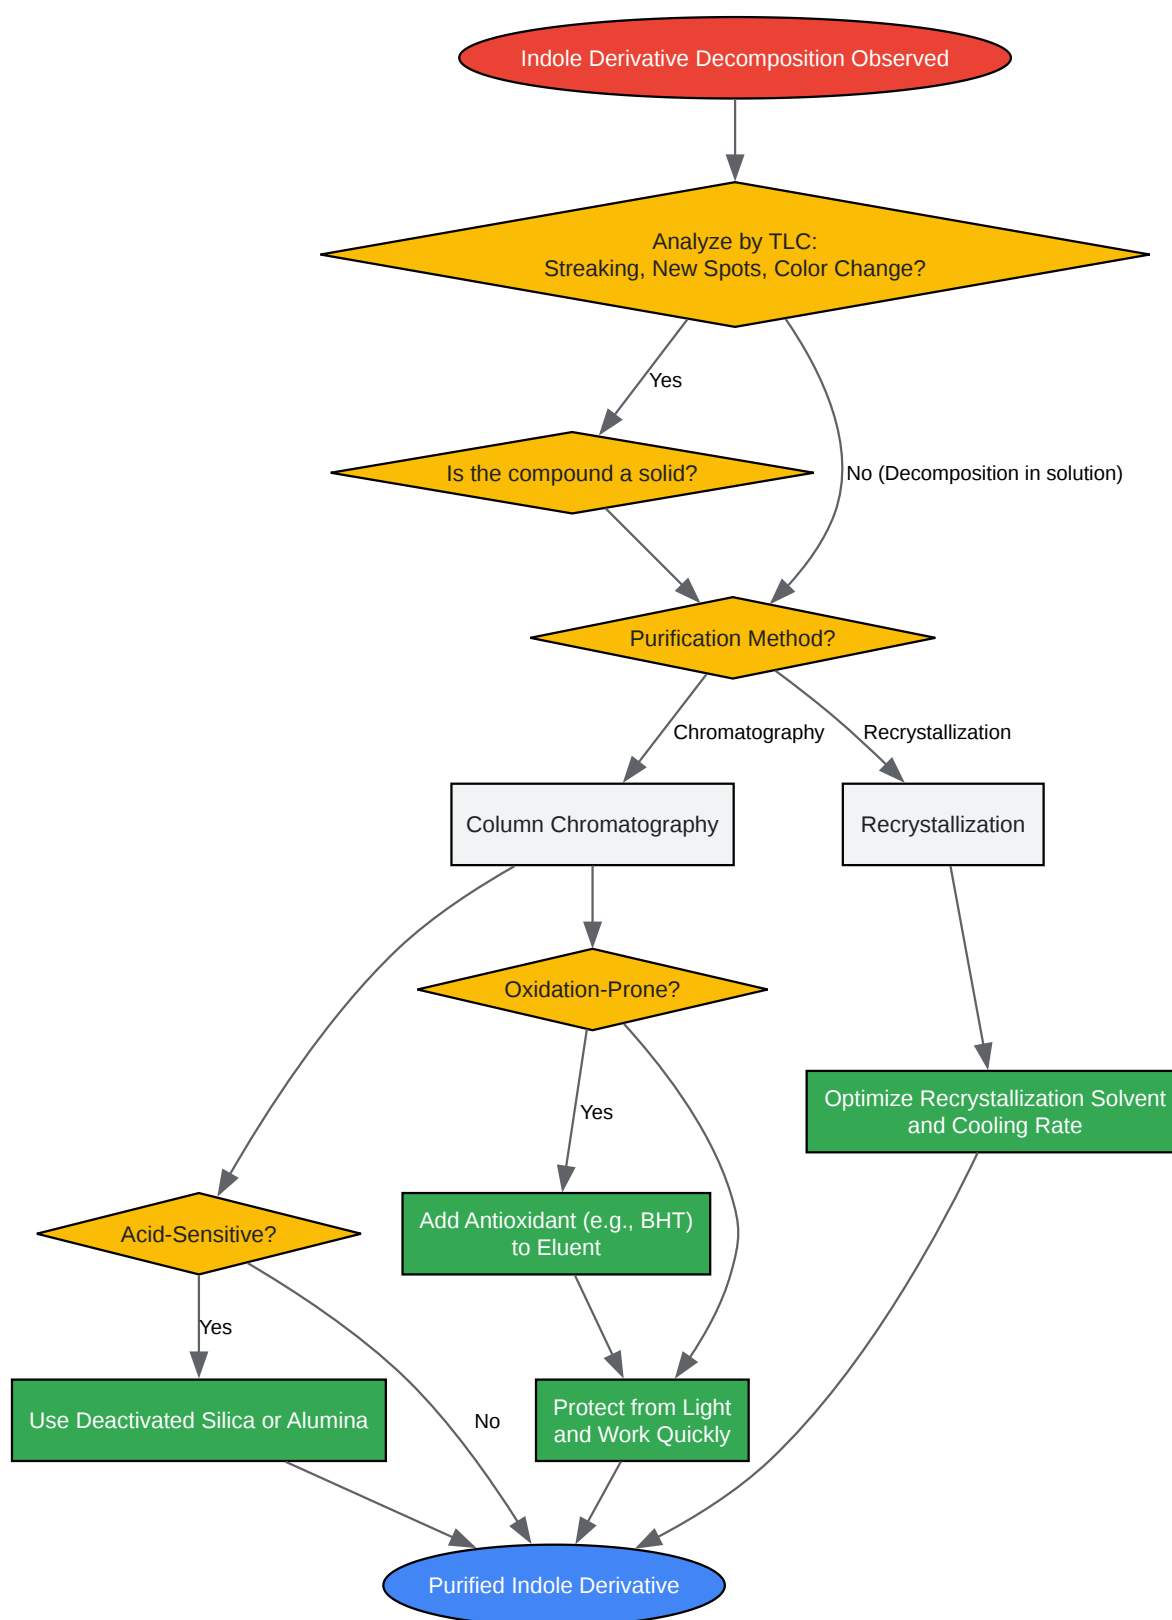 Indole Derivative Decomposition Observed
Analyze by TLC:
Streaking, New Spots, Color Change?
Yes
Is the compound a solid?
No (Decomposition in solution)
Purification Method?
Chromatography
Recrystallization
Column Chromatography
Recrystallization
Oxidation-Prone?
Optimize Recrystallization Solvent
and Cooling Rate
Yes
Add Antioxidant (e.g., BHT)
to Eluent
Acid-Sensitive?
Yes
Use Deactivated Silica or Alumina
No
Protect from Light
and Work Quickly
Purified Indole Derivative